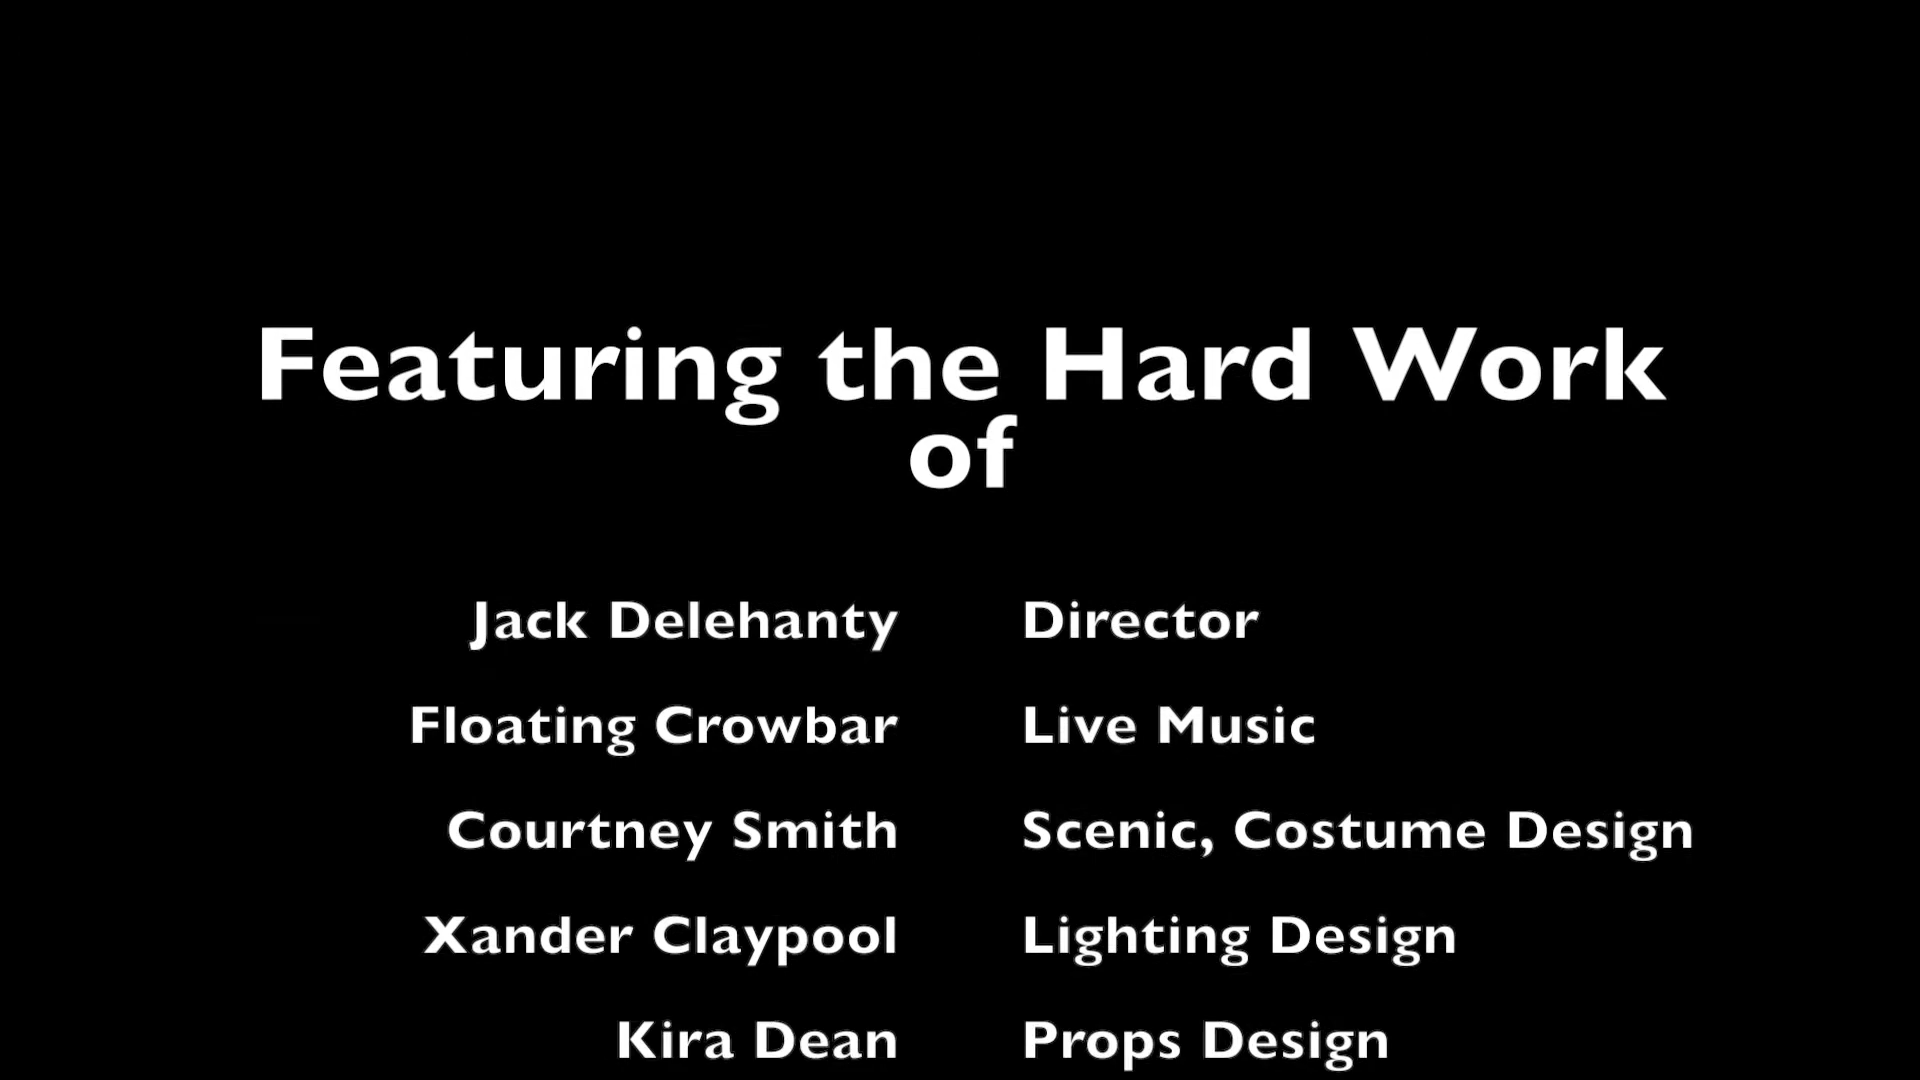 Featuring the Hard Work
of
Jack Delehanty Director
Floating Crowbar Live Music
Courtney Smith Scenic, Costume Design
Xander Claypool Lighting Design
Kira Dean Props Design